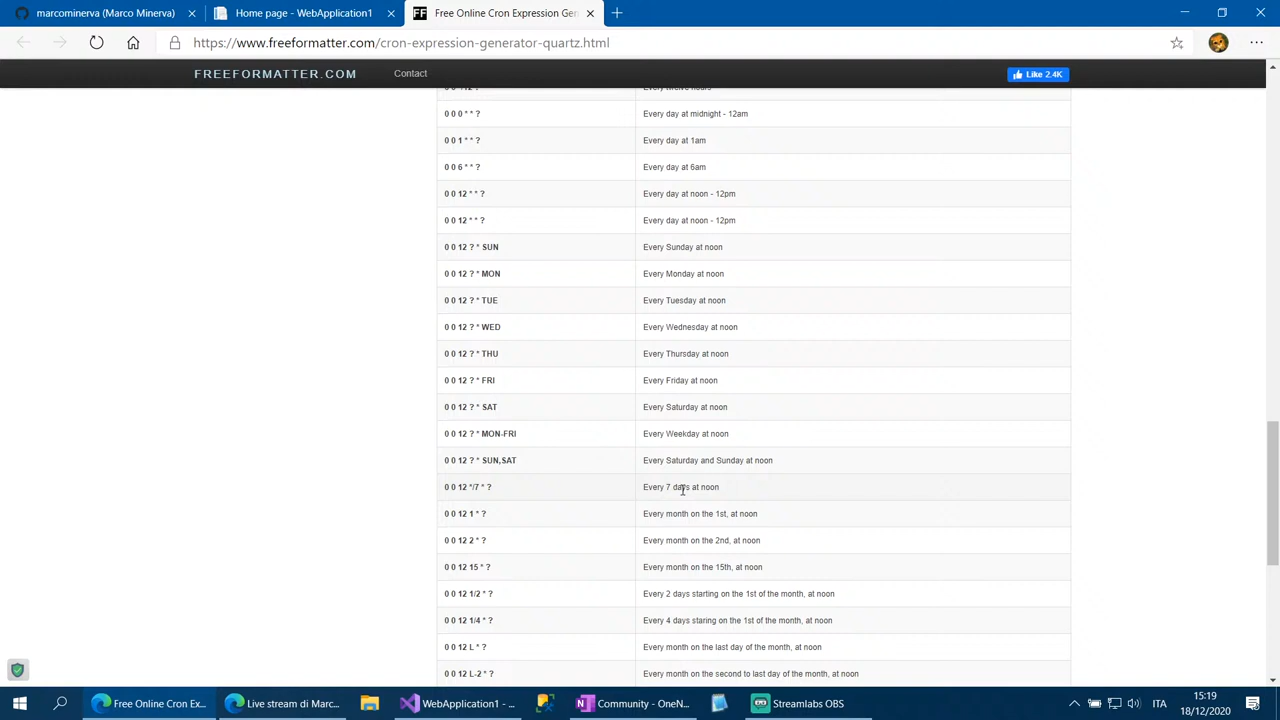 marcominerva (Marco Minerva)
Home page - WebApplication1
Free Online Cron Expression Gen
https://www.freeformatter.com/cron-expression-generator-quartz.html
FREEFORMATTER.COM
Contact
Like 2.4K
Every twelve hours
0 0 0 * * ? Every day at midnight - 12am
0 0 1 * * ? Every day at 1am
0 0 6 * * ? Every day at 6am
0 0 12 * * ? Every day at noon - 12pm
0 0 12 * * ? Every day at noon - 12pm
0 0 12 ? * SUN Every Sunday at noon
0 0 12 ? * MON Every Monday at noon
0 0 12 ? * TUE Every Tuesday at noon
0 0 12 ? * WED Every Wednesday at noon
0 0 12 ? * THU Every Thursday at noon
0 0 12 ? * FRI Every Friday at noon
0 0 12 ? * SAT Every Saturday at noon
0 0 12 ? * MON-FRI Every Weekday at noon
0 0 12 ? * SUN,SAT Every Saturday and Sunday at noon
0 0 12 */7 * ? Every 7 days at noon
0 0 12 1 * ? Every month on the 1st, at noon
0 0 12 2 * ? Every month on the 2nd, at noon
0 0 12 15 * ? Every month on the 15th, at noon
0 0 12 1/2 * ? Every 2 days starting on the 1st of the month, at noon
0 0 12 1/4 * ? Every 4 days staring on the 1st of the month, at noon
0 0 12 L * ? Every month on the last day of the month, at noon
0 0 12 L-2 * ? Every month on the second to last day of the month, at noon
Free Online Cron Ex...
Live stream di Marc...
WebApplication1 - ...
Community - OneN...
Streamlabs OBS
ITA
15:19
18/12/2020